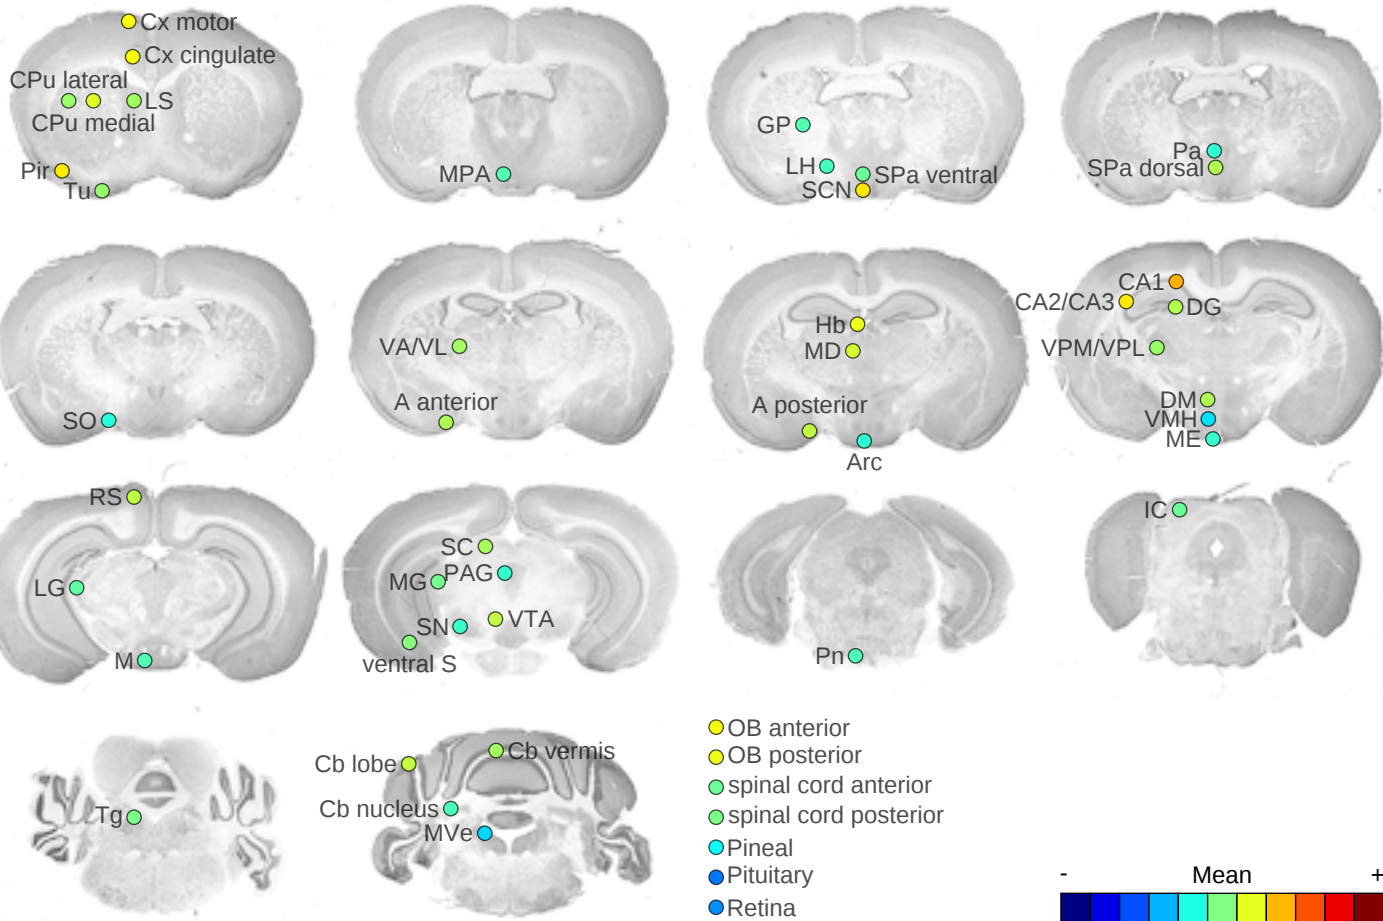 Cx motor
Cx cingulate
CPu lateral
LS
CPu medial
Pir
Tu
MPA
GP
LH
SPa ventral
SCN
Pa
SPa dorsal
SO
VA/VL
A anterior
Hb
MD
A posterior
Arc
CA1
CA2/CA3
DG
VPM/VPL
DM
VMH
ME
RS
LG
M
SC
MG
PAG
SN
VTA
ventral S
Pn
IC
Tg
Cb lobe
Cb vermis
Cb nucleus
MVe
OB anterior
OB posterior
spinal cord anterior
spinal cord posterior
Pineal
Pituitary
Retina
- Mean +